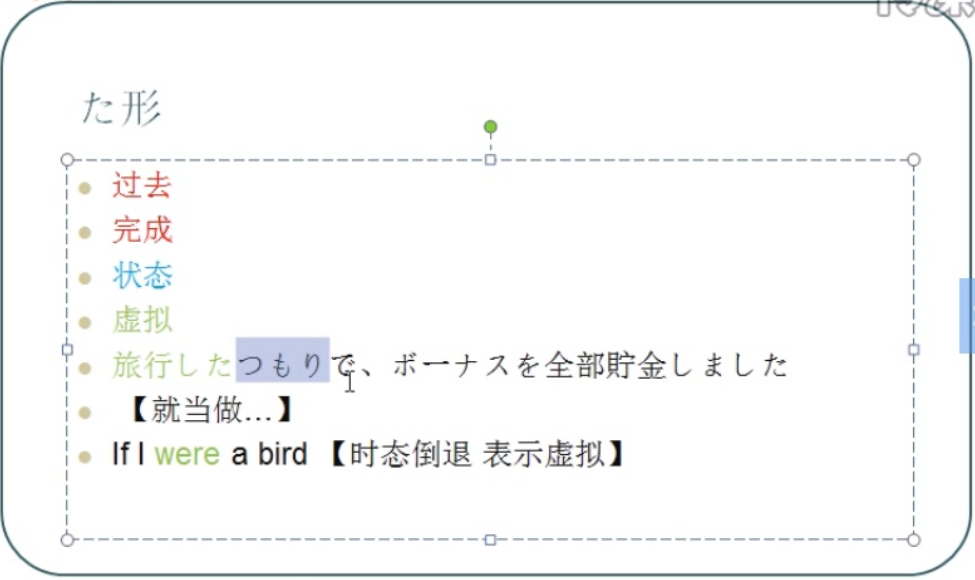 た形
过去
完成
状态
虚拟
旅行したつもりで、ボーナスを全部貯金しました
【就当做...】
If I were a bird 【时态倒退 表示虚拟】